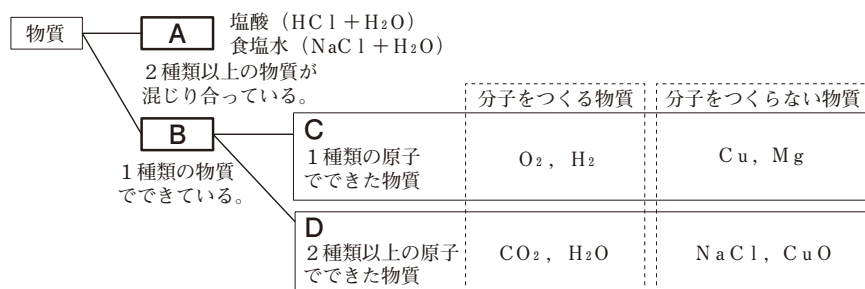 物質
A
塩酸（HCl＋H₂O）
食塩水（NaCl＋H₂O）
２種類以上の物質が
混じり合っている。
B
１種類の物質
でできている。
分子をつくる物質
分子をつくらない物質
C
１種類の原子
でできた物質
O₂，H₂
Cu，Mg
D
２種類以上の原子
でできた物質
CO₂，H₂O
NaCl，CuO